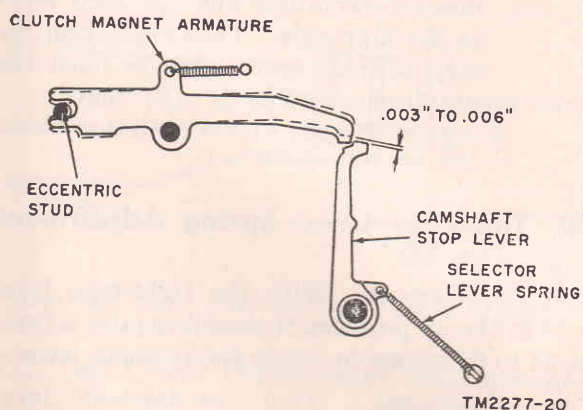 CLUTCH MAGNET ARMATURE
.003" TO .006"
ECCENTRIC
STUD
CAMSHAFT
STOP LEVER
SELECTOR
LEVER SPRING
TM2277-20